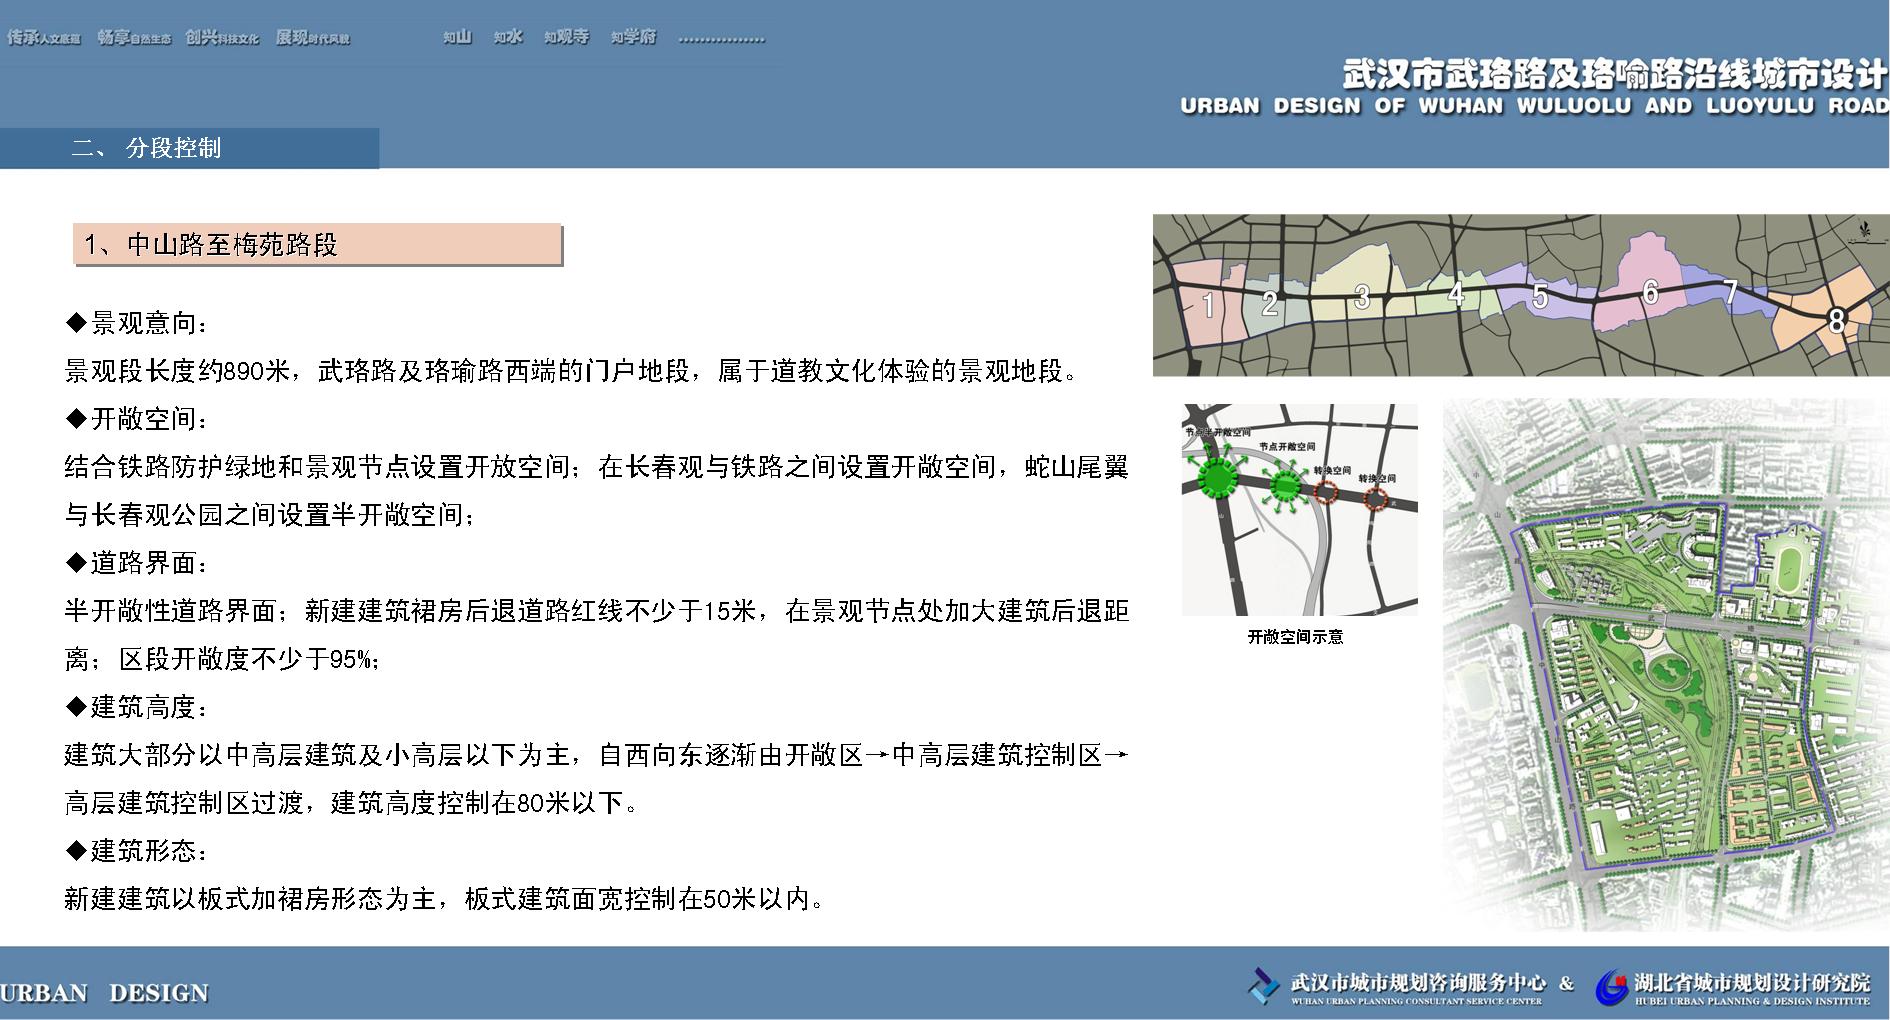 传承人文底蕴 畅享自然生态 创兴科技文化 展现时代风貌 知山 知水 知观寺 知学府 ................
武汉市武珞路及珞喻路沿线城市设计
URBAN DESIGN OF WUHAN WULUOLU AND LUOYULU ROAD
二、 分段控制
1、中山路至梅苑路段
◆景观意向：
景观段长度约890米，武珞路及珞瑜路西端的门户地段，属于道教文化体验的景观地段。
◆开敞空间：
结合铁路防护绿地和景观节点设置开放空间；在长春观与铁路之间设置开敞空间，蛇山尾翼
与长春观公园之间设置半开敞空间；
◆道路界面：
半开敞性道路界面；新建建筑裙房后退道路红线不少于15米，在景观节点处加大建筑后退距
离；区段开敞度不少于95%；
◆建筑高度：
建筑大部分以中高层建筑及小高层以下为主，自西向东逐渐由开敞区→中高层建筑控制区→
高层建筑控制区过渡，建筑高度控制在80米以下。
◆建筑形态：
新建建筑以板式加裙房形态为主，板式建筑面宽控制在50米以内。
1 2 3 4 5 6 7 8
节点半开敞空间
节点开敞空间
转换空间
转换空间
开敞空间示意
中
山
路
武
珞
路
中
山
路
URBAN DESIGN
武汉市城市规划咨询服务中心 & 湖北省城市规划设计研究院
WUHAN URBAN PLANNING CONSULTANT SERVICE CENTER HUBEI URBAN PLANNING & DESIGN INSTITUTE